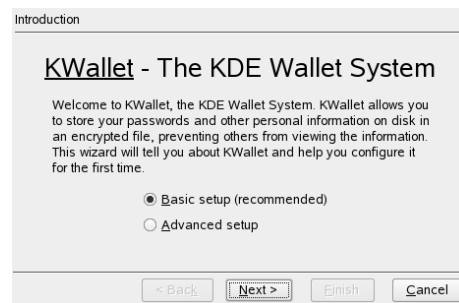 Introduction
KWallet - The KDE Wallet System
Welcome to KWallet, the KDE Wallet System. KWallet allows you
to store your passwords and other personal information on disk in
an encrypted file, preventing others from viewing the information.
This wizard will tell you about KWallet and help you configure it
for the first time.
Basic setup (recommended)
Advanced setup
< Back
Next >
Finish
Cancel